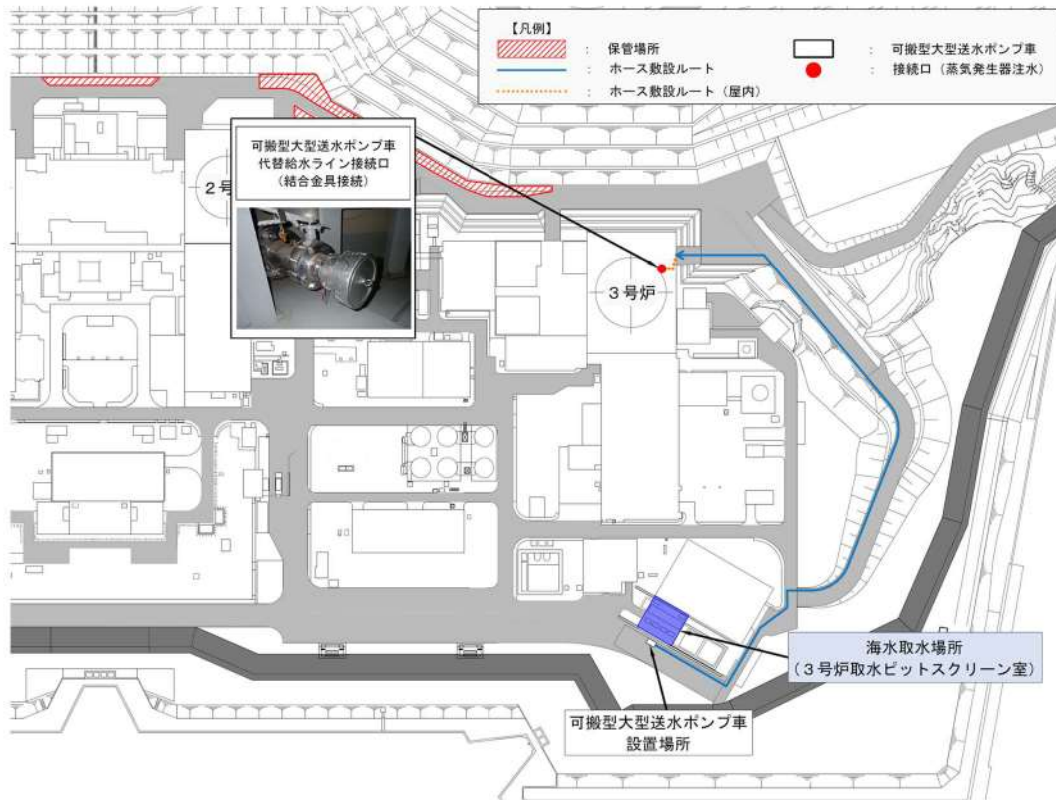 【凡例】
： 保管場所
： ホース敷設ルート
： ホース敷設ルート（屋内）
： 可搬型大型送水ポンプ車
： 接続口（蒸気発生器注水）
可搬型大型送水ポンプ車
代替給水ライン接続口
（結合金具接続）
２号
３号炉
海水取水場所
（３号炉取水ピットスクリーン室）
可搬型大型送水ポンプ車
設置場所